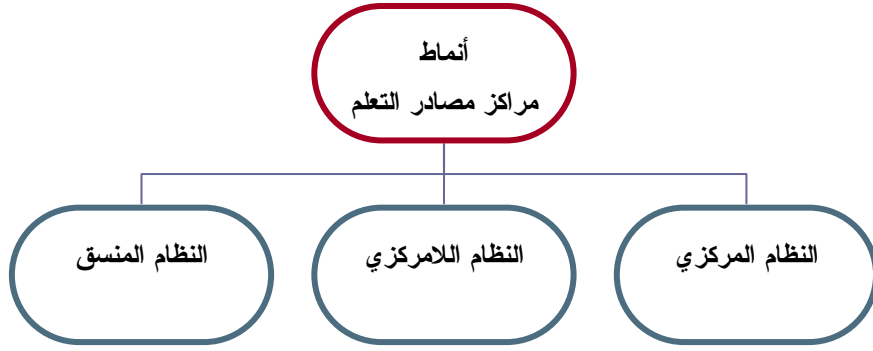 أنماط
مراكز مصادر التعلم
النظام المركزي
النظام اللامركزي
النظام المنسق